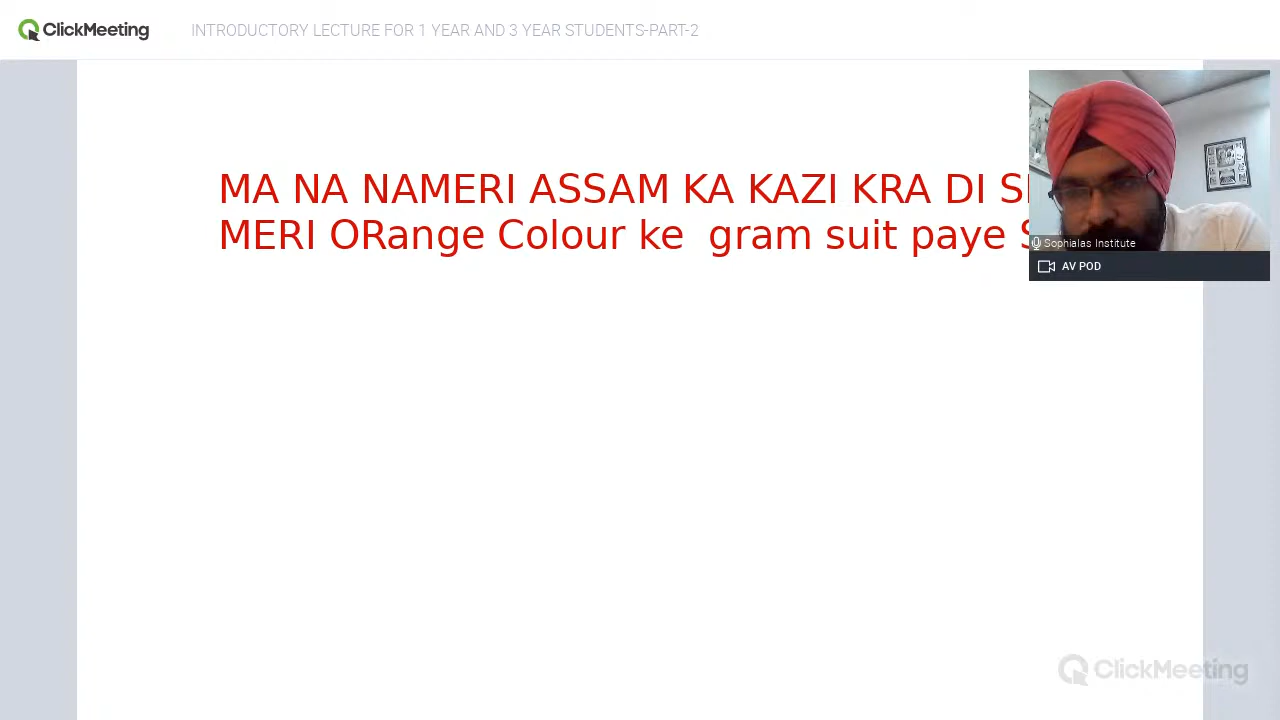 ClickMeeting
INTRODUCTORY LECTURE FOR 1 YEAR AND 3 YEAR STUDENTS-PART-2
MA NA NAMERI ASSAM KA KAZI KRA DI
MERI ORange Colour ke gram suit paye
Sophialas Institute
AV POD
ClickMeeting